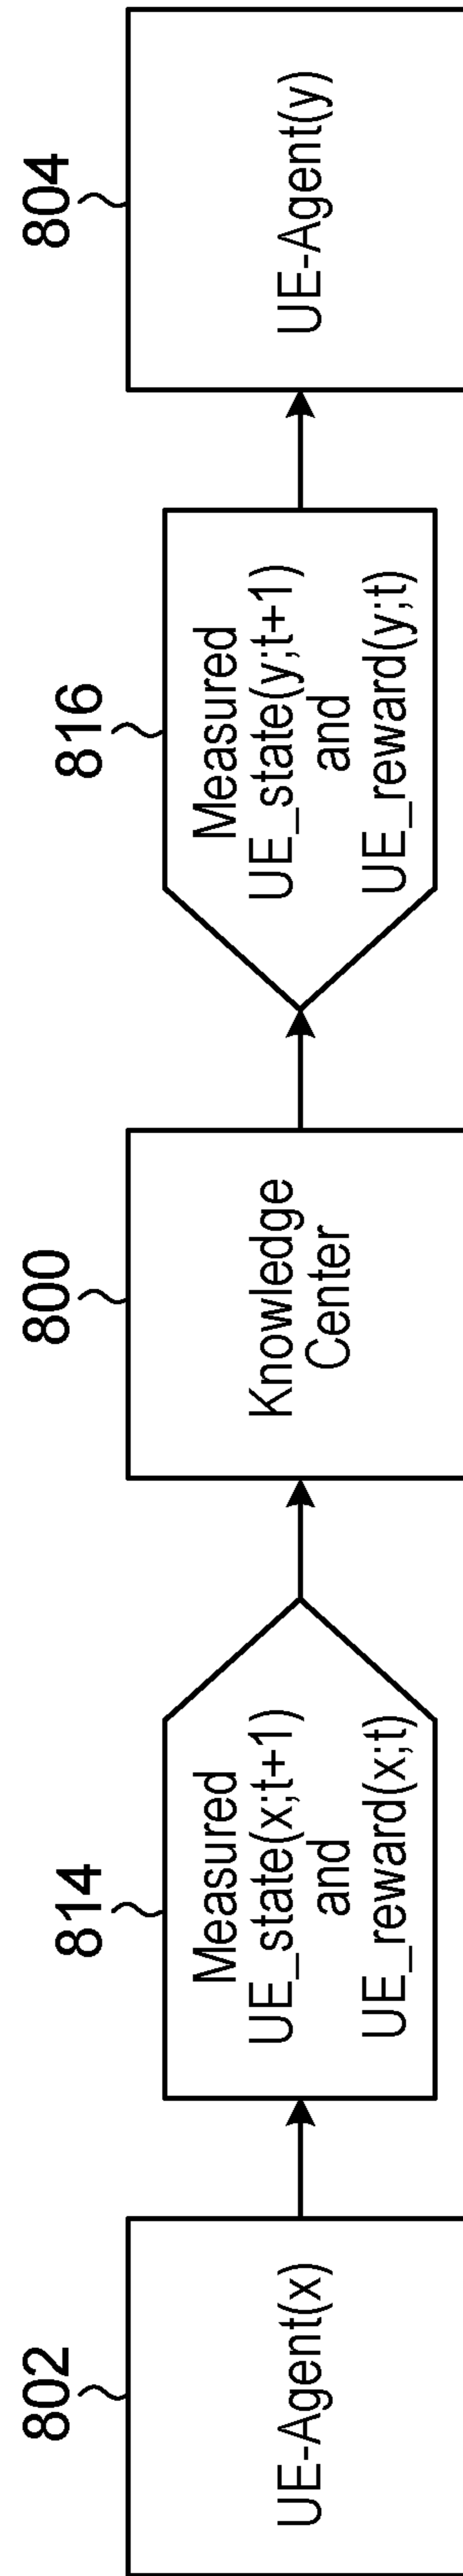 802
UE-Agent(x)
814
Measured
UE_state(x;t+1)
and
UE_reward(x;t)
800
Knowledge
Center
816
Measured
UE_state(y;t+1)
and
UE_reward(y;t)
804
UE-Agent(y)